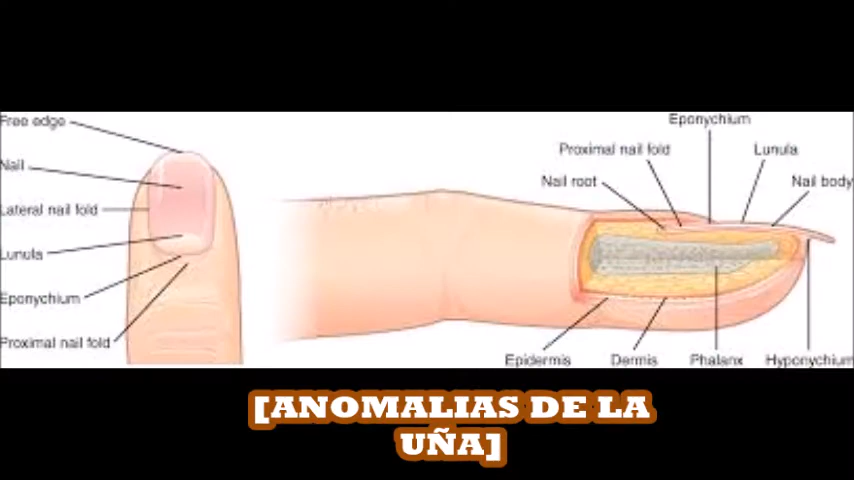 Free edge
Nail
Lateral nail fold
Lunula
Eponychium
Proximal nail fold
Eponychium
Proximal nail fold
Lunula
Nail root
Nail body
Epidermis
Dermis
Phalanx
Hyponychium
[ANOMALIAS DE LA
UÑA]